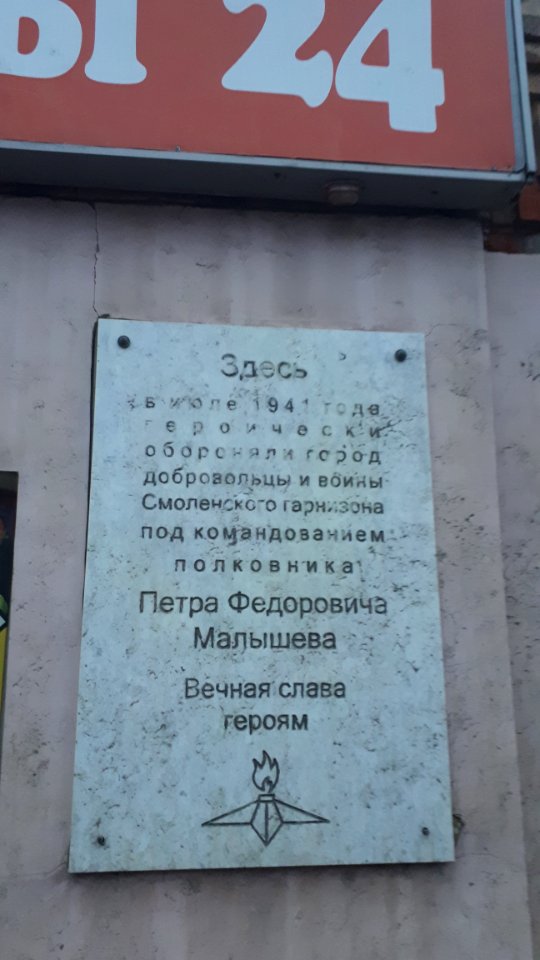 Ы 24
Здесь
в июле 1941 года
героически
обороняли город
добровольцы и воины
Смоленского гарнизона
под командованием
полковника
Петра Федоровича
Малышева
Вечная слава
героям